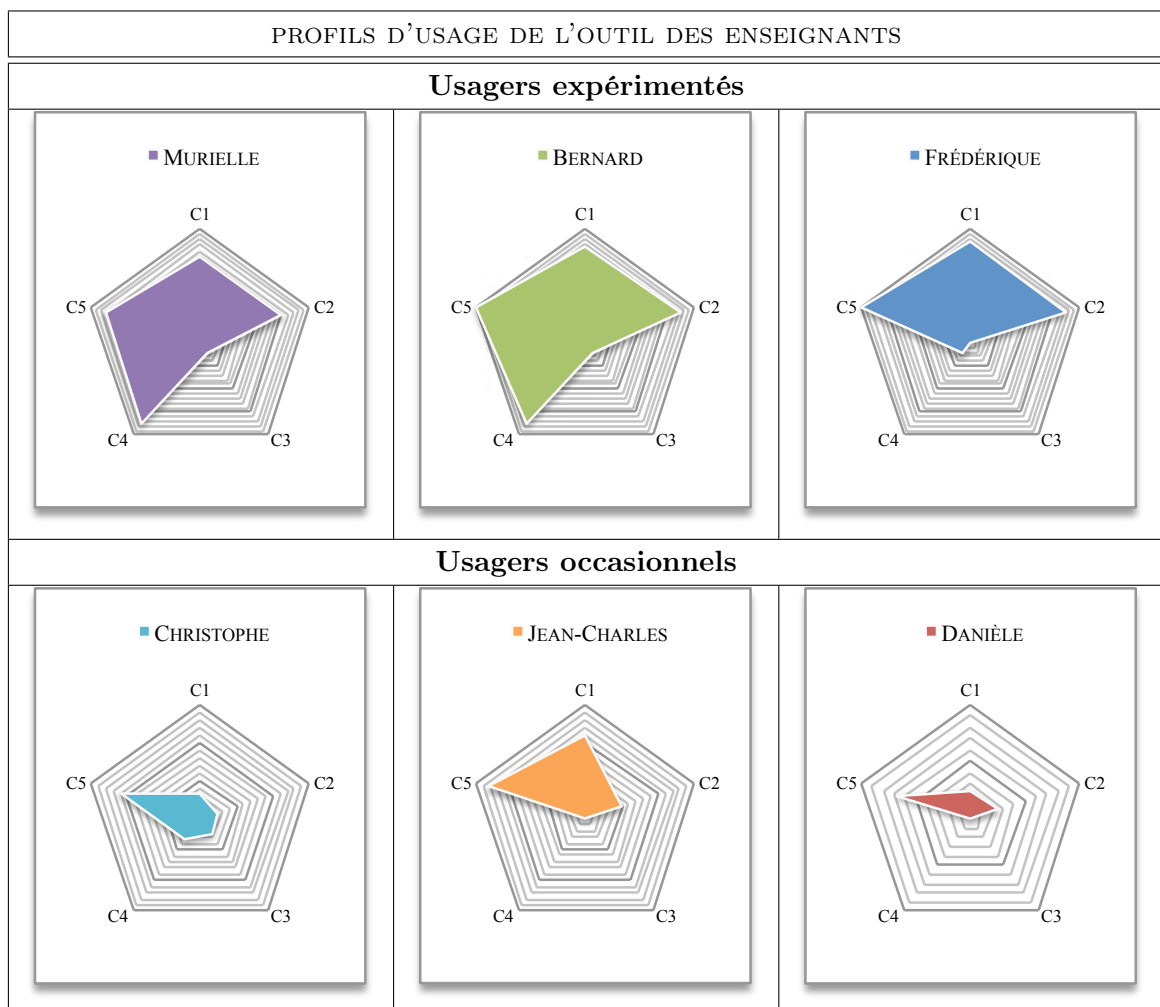 PROFILS D'USAGE DE L'OUTIL DES ENSEIGNANTS
Usagers expérimentés
MURIELLE
C1
C2
C3
C4
C5
BERNARD
C1
C2
C3
C4
C5
FRÉDÉRIQUE
C1
C2
C3
C4
C5
Usagers occasionnels
CHRISTOPHE
C1
C2
C3
C4
C5
JEAN-CHARLES
C1
C2
C3
C4
C5
DANIÈLE
C1
C2
C3
C4
C5